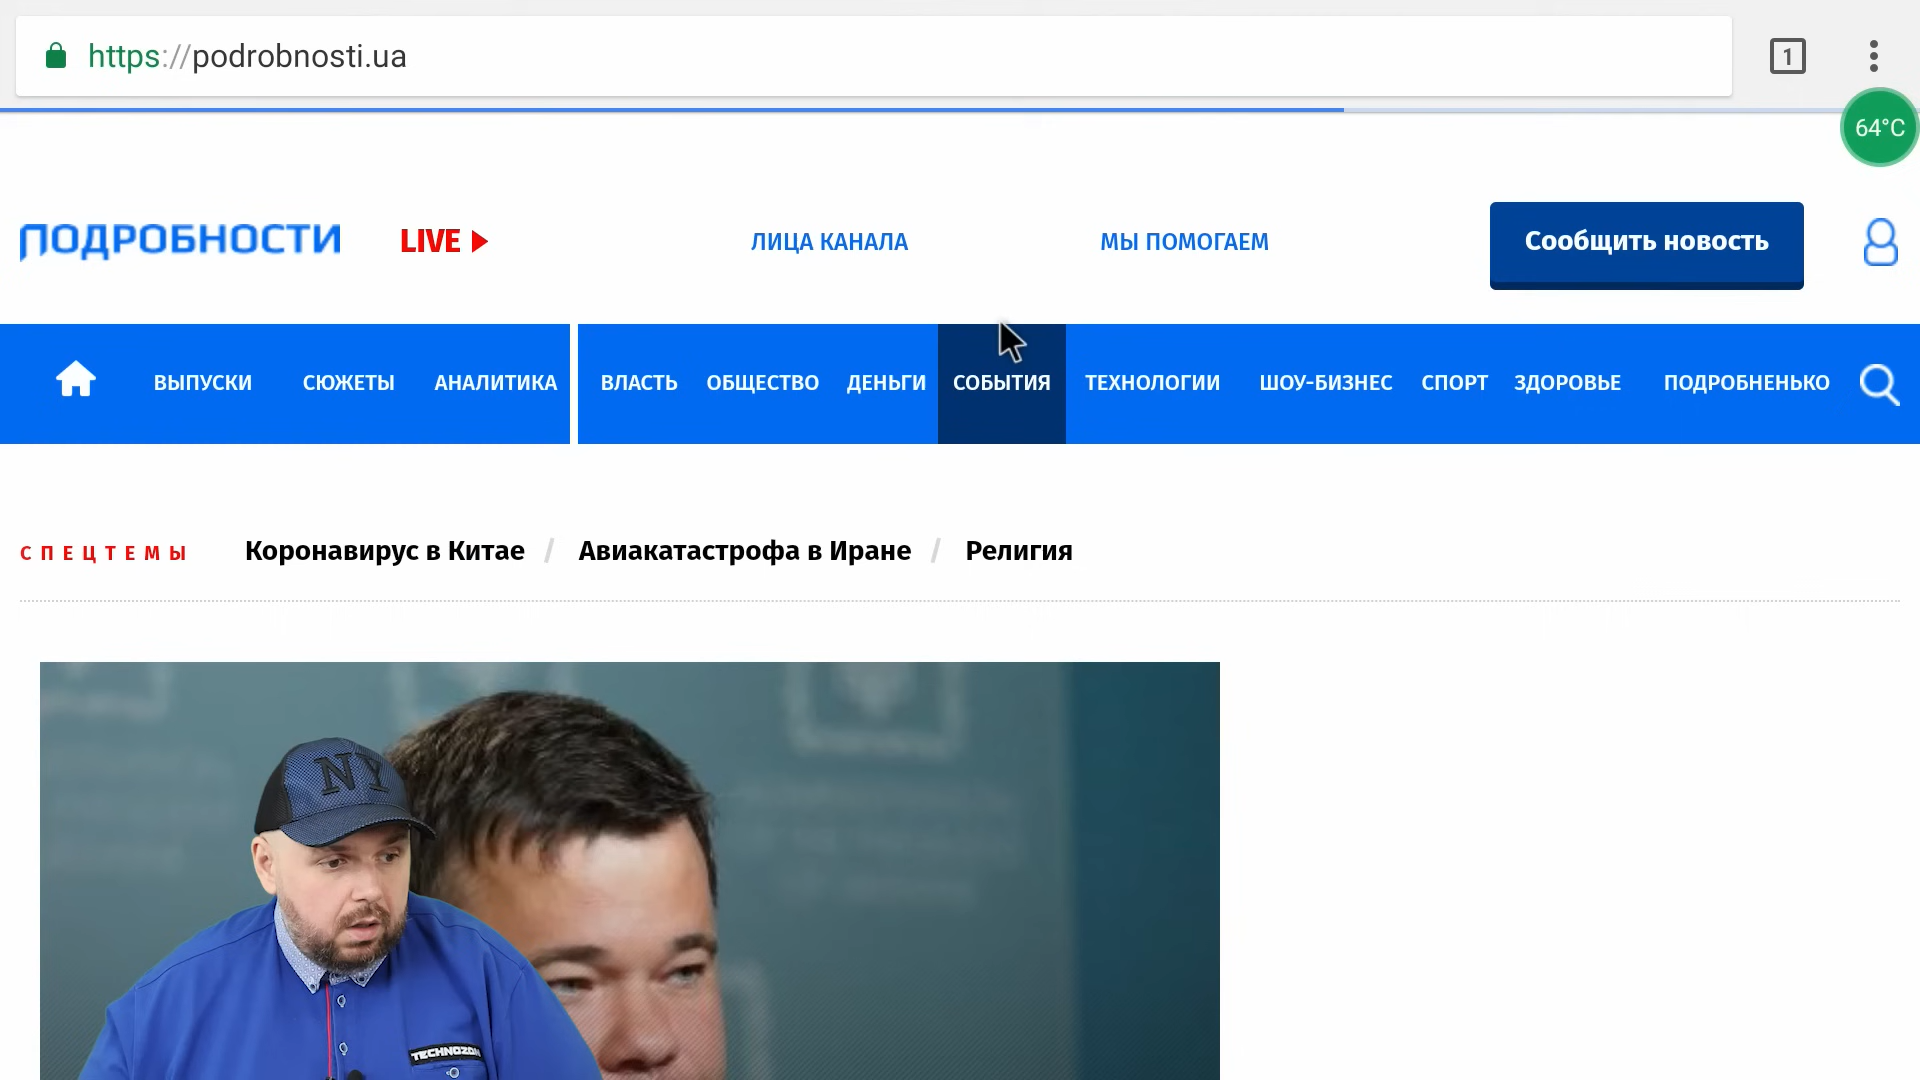 https://podrobnosti.ua
1
64°C
ПОДРОБНОСТИ
LIVE
ЛИЦА КАНАЛА
МЫ ПОМОГАЕМ
Сообщить новость
ВЫПУСКИ
СЮЖЕТЫ
АНАЛИТИКА
ВЛАСТЬ
ОБЩЕСТВО
ДЕНЬГИ
СОБЫТИЯ
ТЕХНОЛОГИИ
ШОУ-БИЗНЕС
СПОРТ
ЗДОРОВЬЕ
ПОДРОБНЕНЬКО
СПЕЦТЕМЫ
Коронавирус в Китае / Авиакатастрофа в Иране / Религия
NY
TECHNOZON